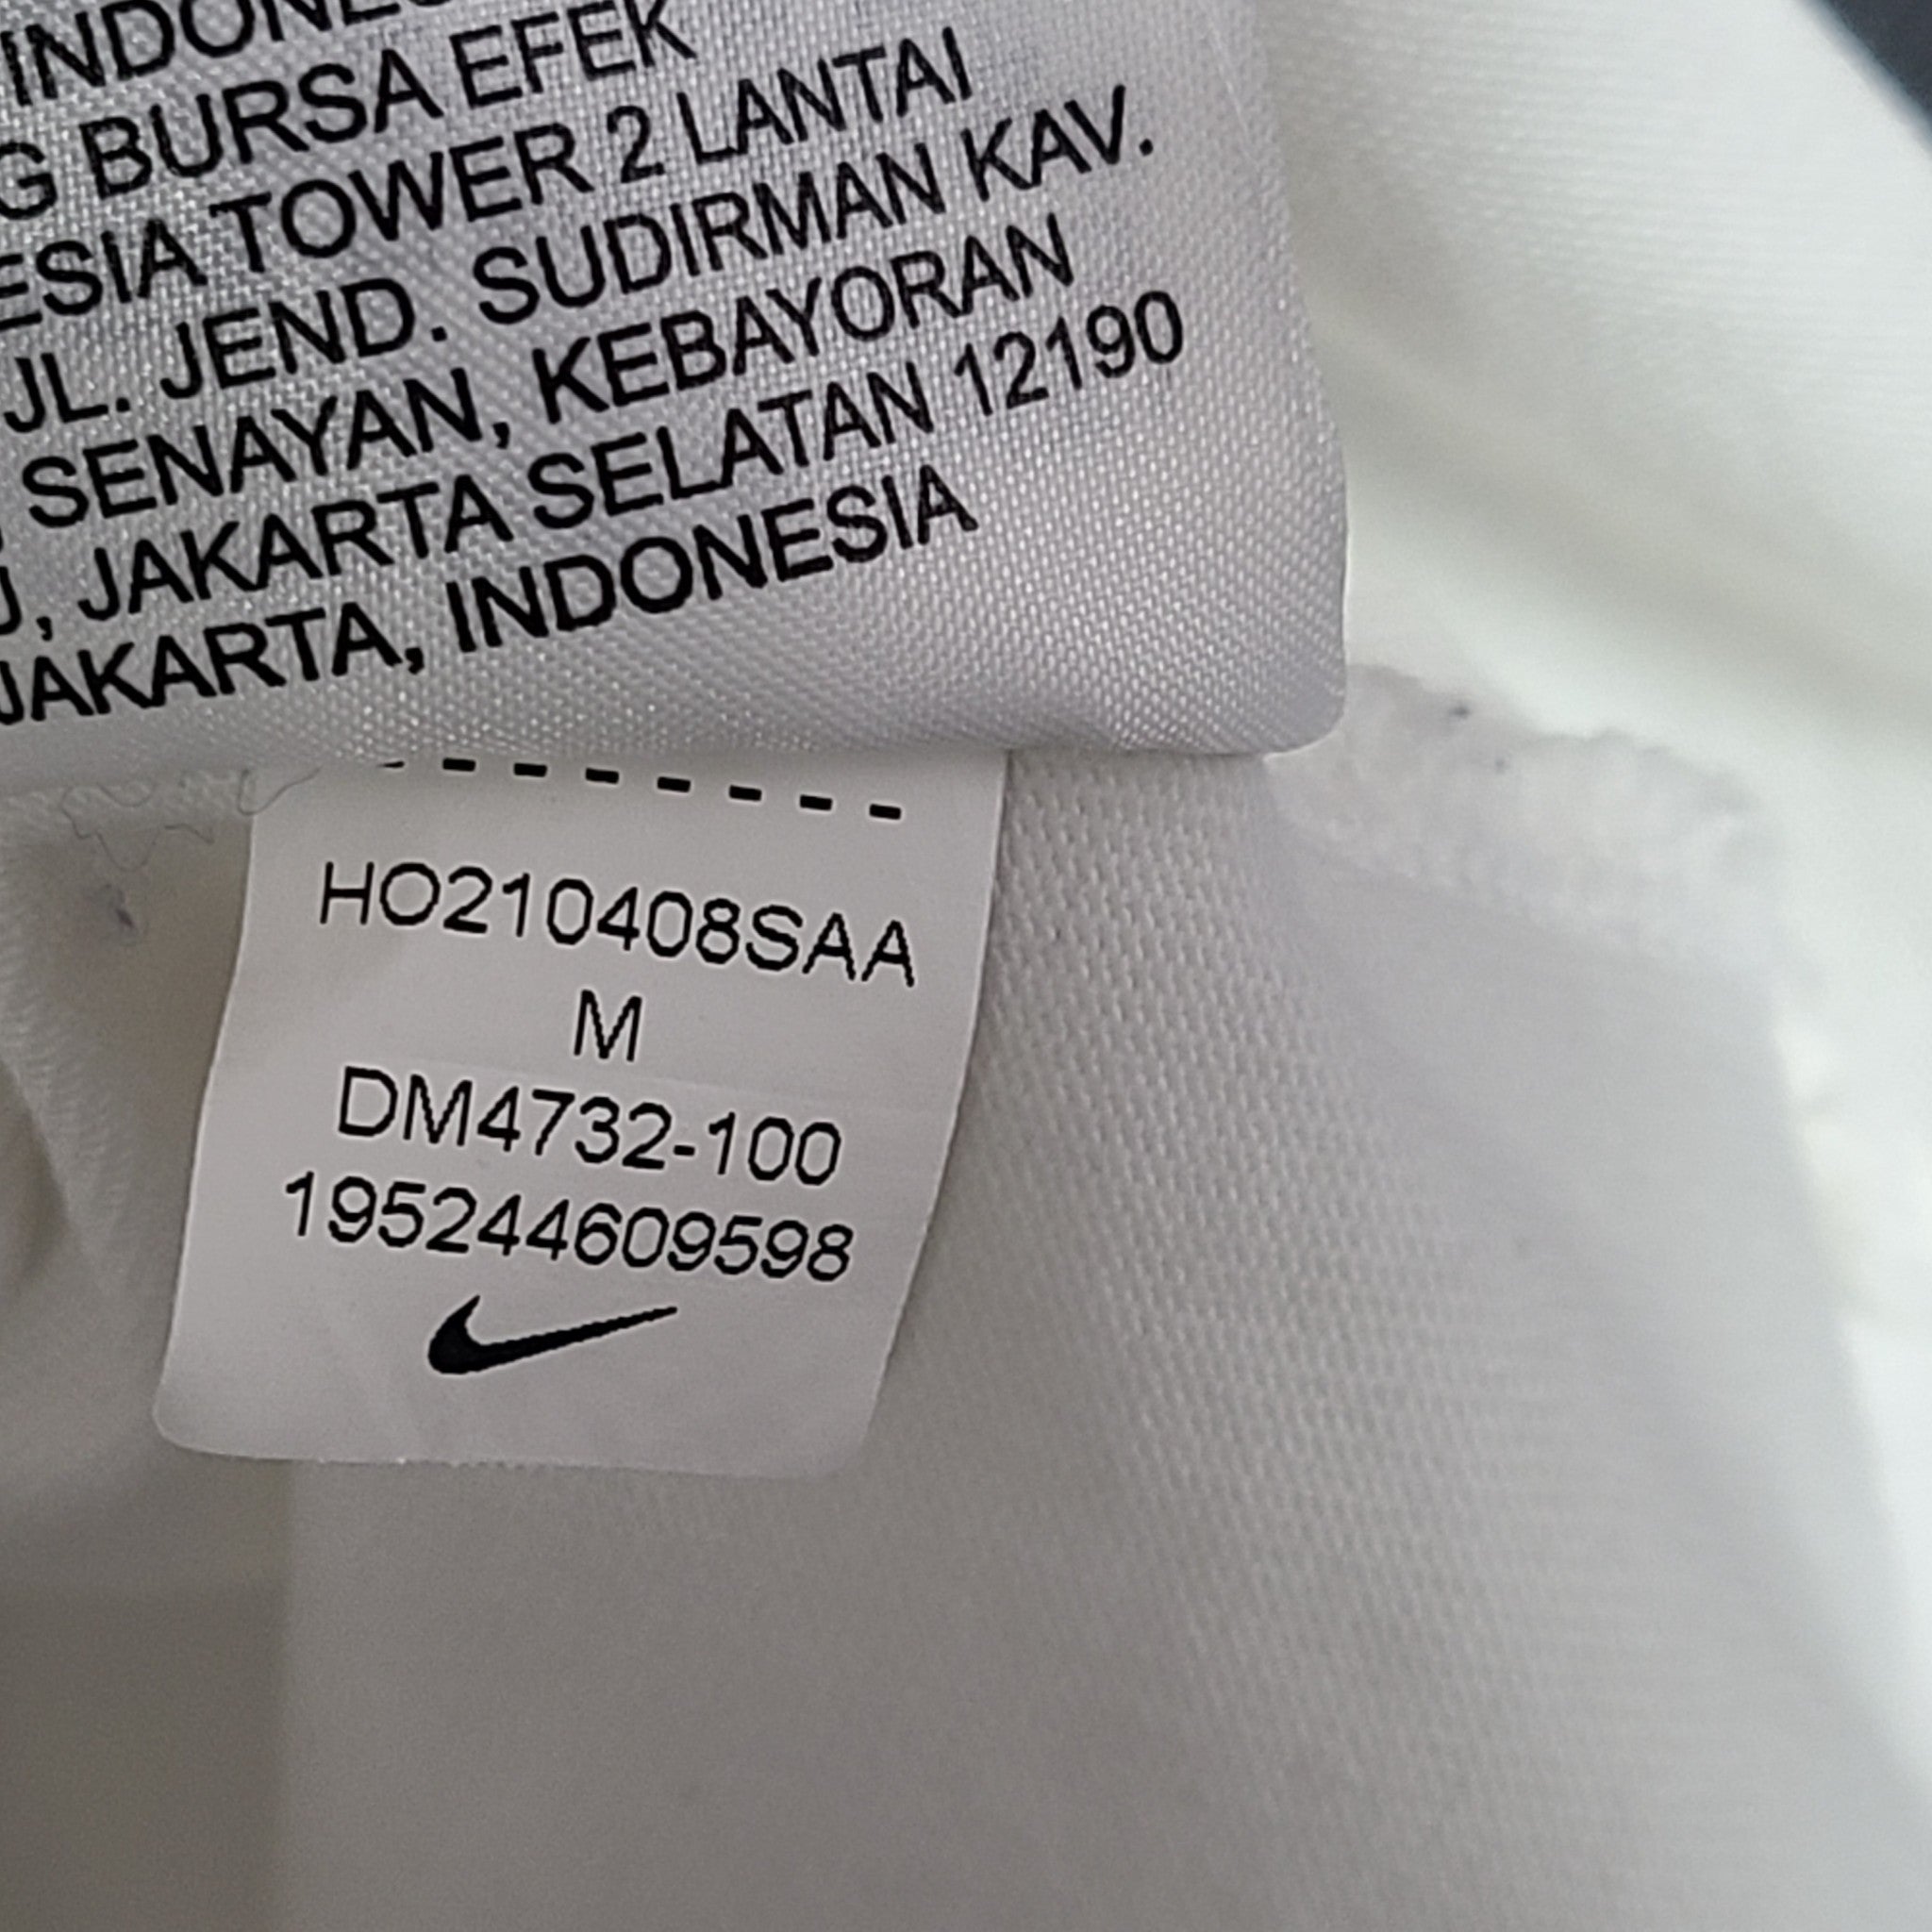 INDONES
G BURSA EFEK
ESIA TOWER 2 LANTAI
JL. JEND. SUDIRMAN KAV.
SENAYAN, KEBAYORAN
U, JAKARTA SELATAN 12190
JAKARTA, INDONESIA
HO210408SAA
M
DM4732-100
195244609598